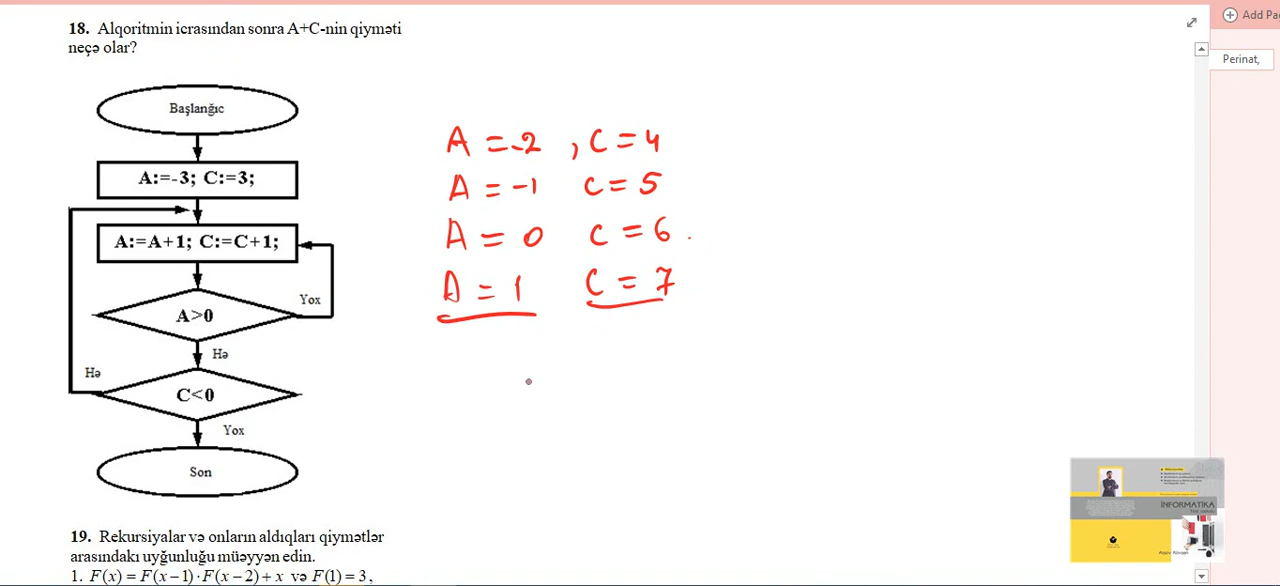 18. Alqoritmin icrasından sonra A+C-nin qiyməti
neçə olar?
Başlanğıc
A:=-3; C:=3;
A:=A+1; C:=C+1;
Yox
A>0
Hə
Hə
C<0
Yox
Son
A = -2 , C = 4
A = -1 C = 5
A = 0 C = 6 .
A = 1 C = 7
19. Rekursiyalar və onların aldıqları qiymətlər
arasındakı uyğunluğu müəyyən edin.
1. F(x) = F(x−1)·F(x−2)+x və F(1) = 3,
Add Pa
Perinat,
İNFORMATİKA